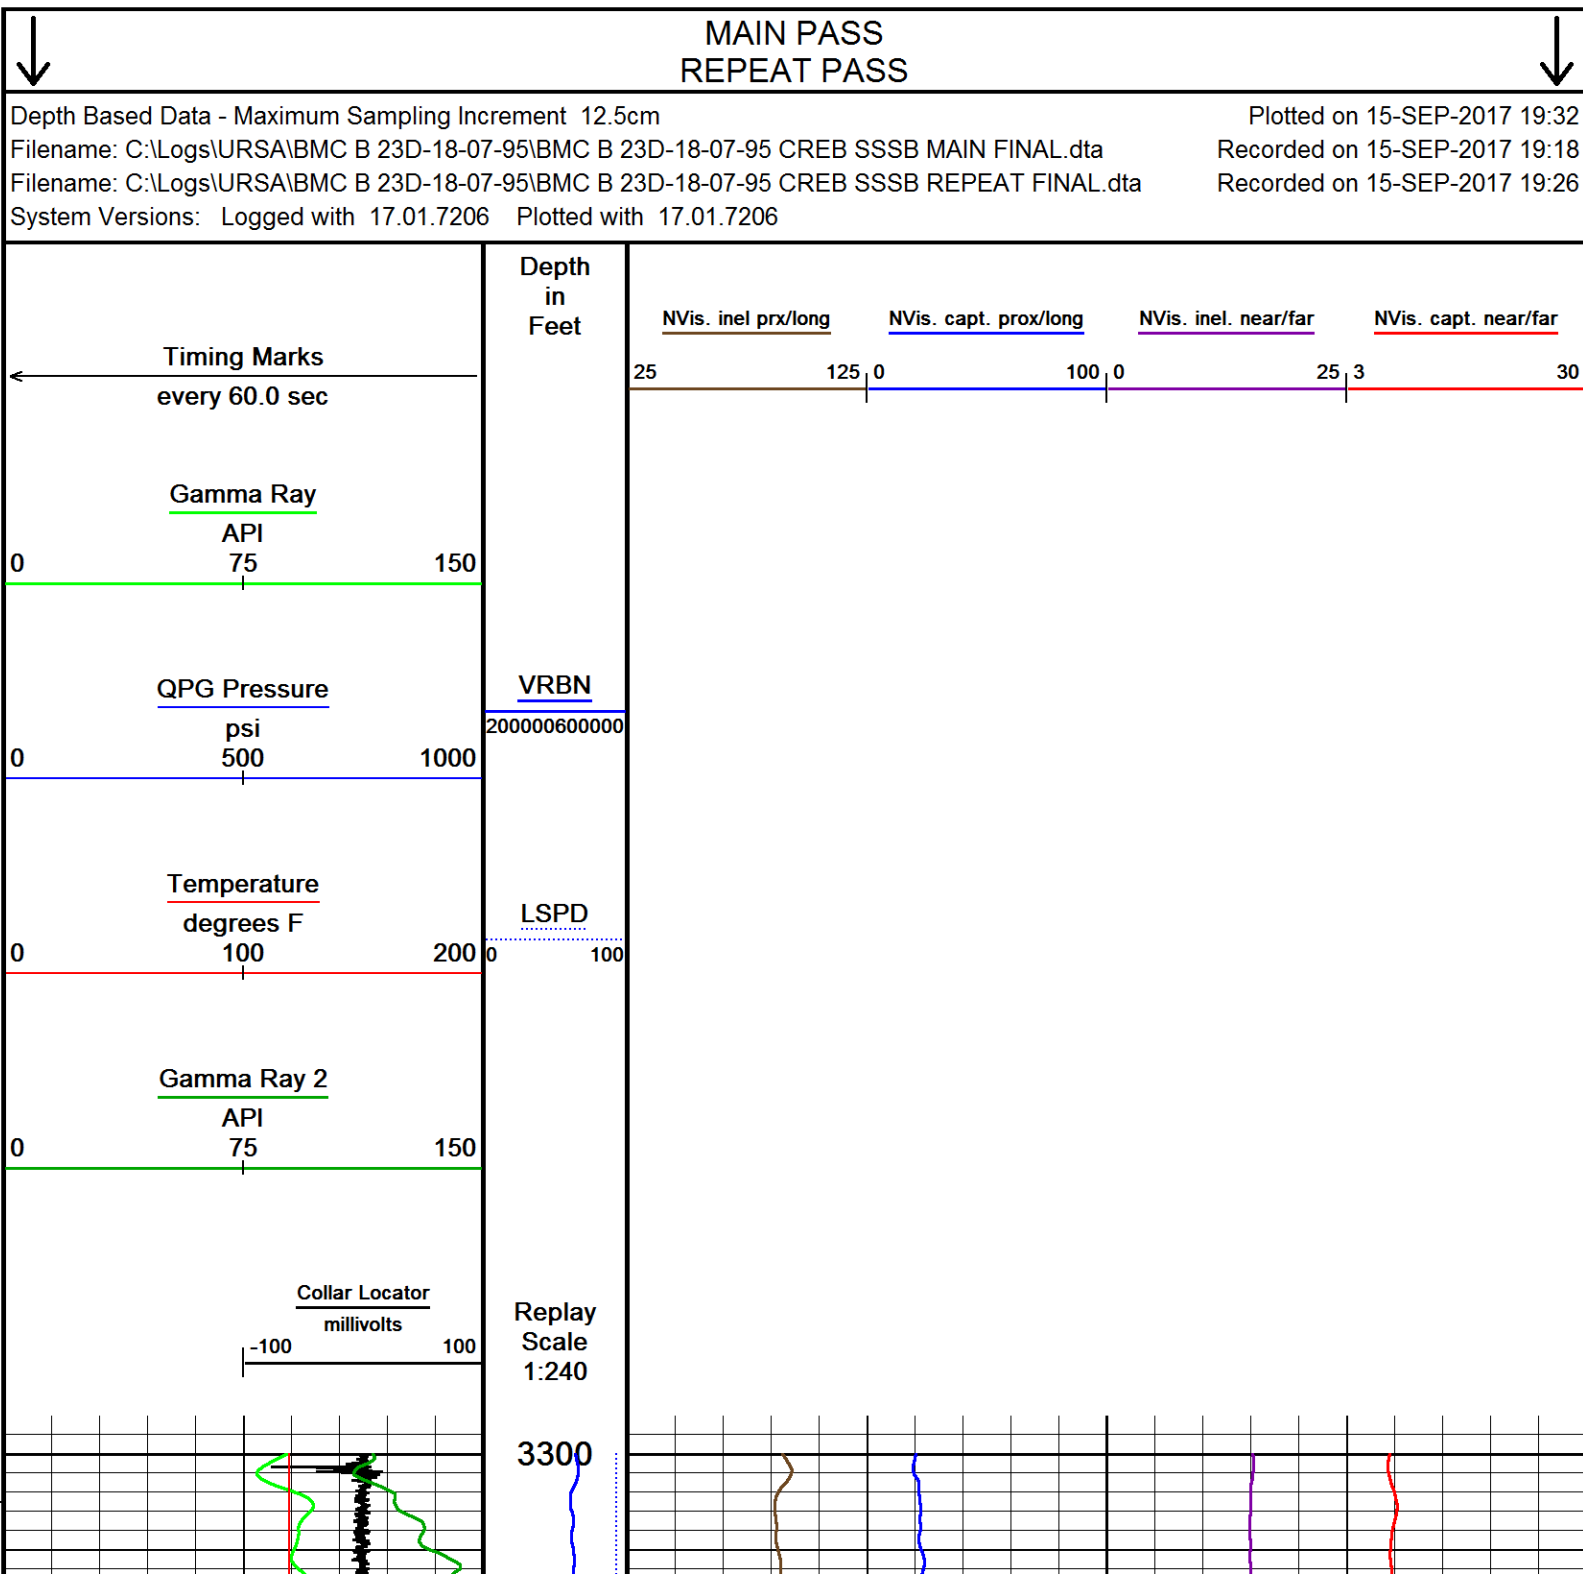 MAIN PASS
REPEAT PASS
Depth Based Data - Maximum Sampling Increment 12.5cm Plotted on 15-SEP-2017 19:32
Filename: C:\Logs\URSA\BMC B 23D-18-07-95\BMC B 23D-18-07-95 CREB SSSB MAIN FINAL.dta Recorded on 15-SEP-2017 19:18
Filename: C:\Logs\URSA\BMC B 23D-18-07-95\BMC B 23D-18-07-95 CREB SSSB REPEAT FINAL.dta Recorded on 15-SEP-2017 19:26
System Versions: Logged with 17.01.7206 Plotted with 17.01.7206
Timing Marks
every 60.0 sec
Gamma Ray
API
0 75 150
QPG Pressure
psi
0 500 1000
Temperature
degrees F
0 100 200
Gamma Ray 2
API
0 75 150
Collar Locator
millivolts
-100 100
Depth
in
Feet
VRBN
200000600000
LSPD
0 100
Replay
Scale
1:240
3300
NVis. inel prx/long NVis. capt. prox/long NVis. inel. near/far NVis. capt. near/far
25 125 0 100 0 25 3 30